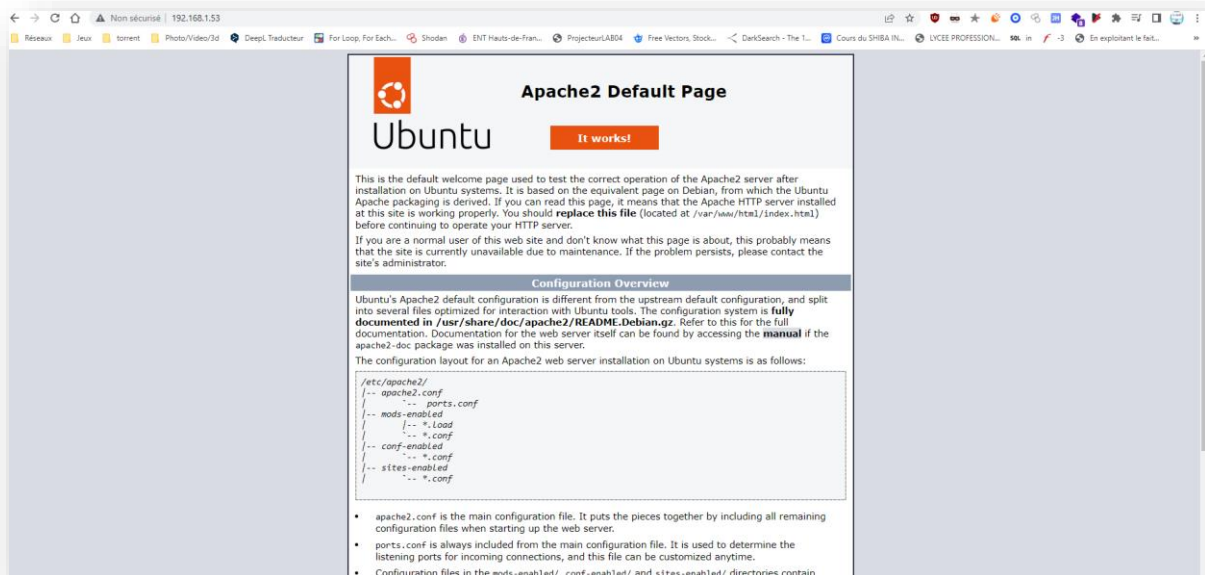 Non sécurisé | 192.168.1.53
Réseaux Jeux torrent Photo/Video/3d DeepL Traducteur For Loop, For Each... Shodan ENT Hauts-de-Fran... ProjecteurLAB04 Free Vectors, Stock... DarkSearch - The 1... Cours du SHIBA IN... LYCEE PROFESSION... SQL in f -3 En exploitant le fait... »
Apache2 Default Page
Ubuntu
It works!
This is the default welcome page used to test the correct operation of the Apache2 server after
installation on Ubuntu systems. It is based on the equivalent page on Debian, from which the Ubuntu
Apache packaging is derived. If you can read this page, it means that the Apache HTTP server installed
at this site is working properly. You should replace this file (located at /var/www/html/index.html)
before continuing to operate your HTTP server.
If you are a normal user of this web site and don't know what this page is about, this probably means
that the site is currently unavailable due to maintenance. If the problem persists, please contact the
site's administrator.
Configuration Overview
Ubuntu's Apache2 default configuration is different from the upstream default configuration, and split
into several files optimized for interaction with Ubuntu tools. The configuration system is fully
documented in /usr/share/doc/apache2/README.Debian.gz. Refer to this for the full
documentation. Documentation for the web server itself can be found by accessing the manual if the
apache2-doc package was installed on this server.
The configuration layout for an Apache2 web server installation on Ubuntu systems is as follows:
/etc/apache2/
|-- apache2.conf
| `-- ports.conf
|-- mods-enabled
| |-- *.load
| `-- *.conf
|-- conf-enabled
| `-- *.conf
|-- sites-enabled
| `-- *.conf
• apache2.conf is the main configuration file. It puts the pieces together by including all remaining
configuration files when starting up the web server.
• ports.conf is always included from the main configuration file. It is used to determine the
listening ports for incoming connections, and this file can be customized anytime.
• Configuration files in the mods-enabled/, conf-enabled/ and sites-enabled/ directories contain